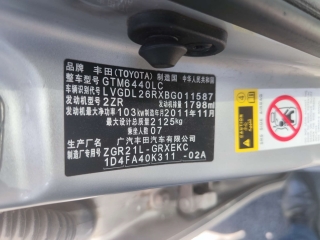 品牌 丰田(TOYOTA) 制造国 中华人民共和国
整车型号 GTM6440LC
车辆识别代号 LVGDL26RXBG011587
发动机型号 2ZR 发动机排量 1798ml
发动机最大净功率 103kW 制造年月 2011年11月
最大设计总质量 2125kg
乘坐人数 07
生产厂名 广汽丰田汽车有限公司
ZGR21L-GRXEKC
1D4FA40K311 -02A